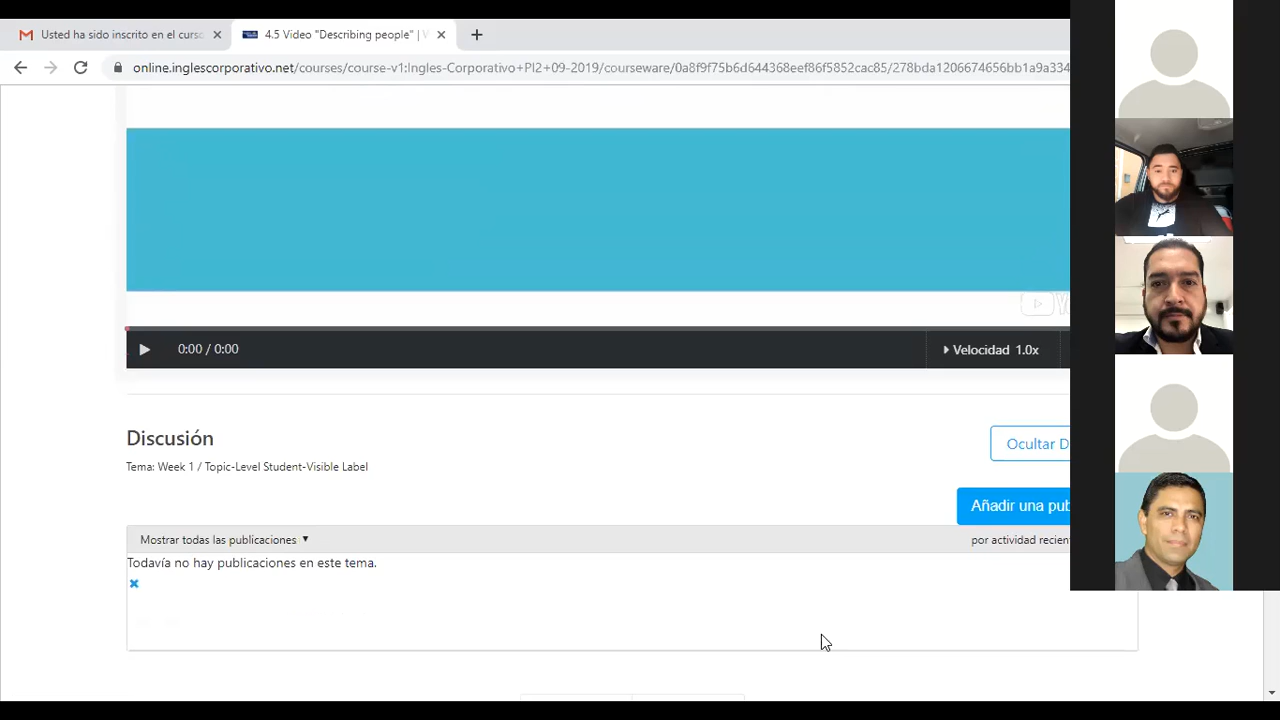 Usted ha sido inscrito en el curso
4.5 Video "Describing people" |
online.inglescorporativo.net/courses/course-v1:Ingles-Corporativo+PI2+09-2019/courseware/0a8f9f75b6d644368eef86f5852cac85/278bda1206674656bb1a9a334
0:00 / 0:00
Velocidad 1.0x
Discusión
Ocultar D
Tema: Week 1 / Topic-Level Student-Visible Label
Añadir una pub
Mostrar todas las publicaciones
por actividad recien
Todavía no hay publicaciones en este tema.